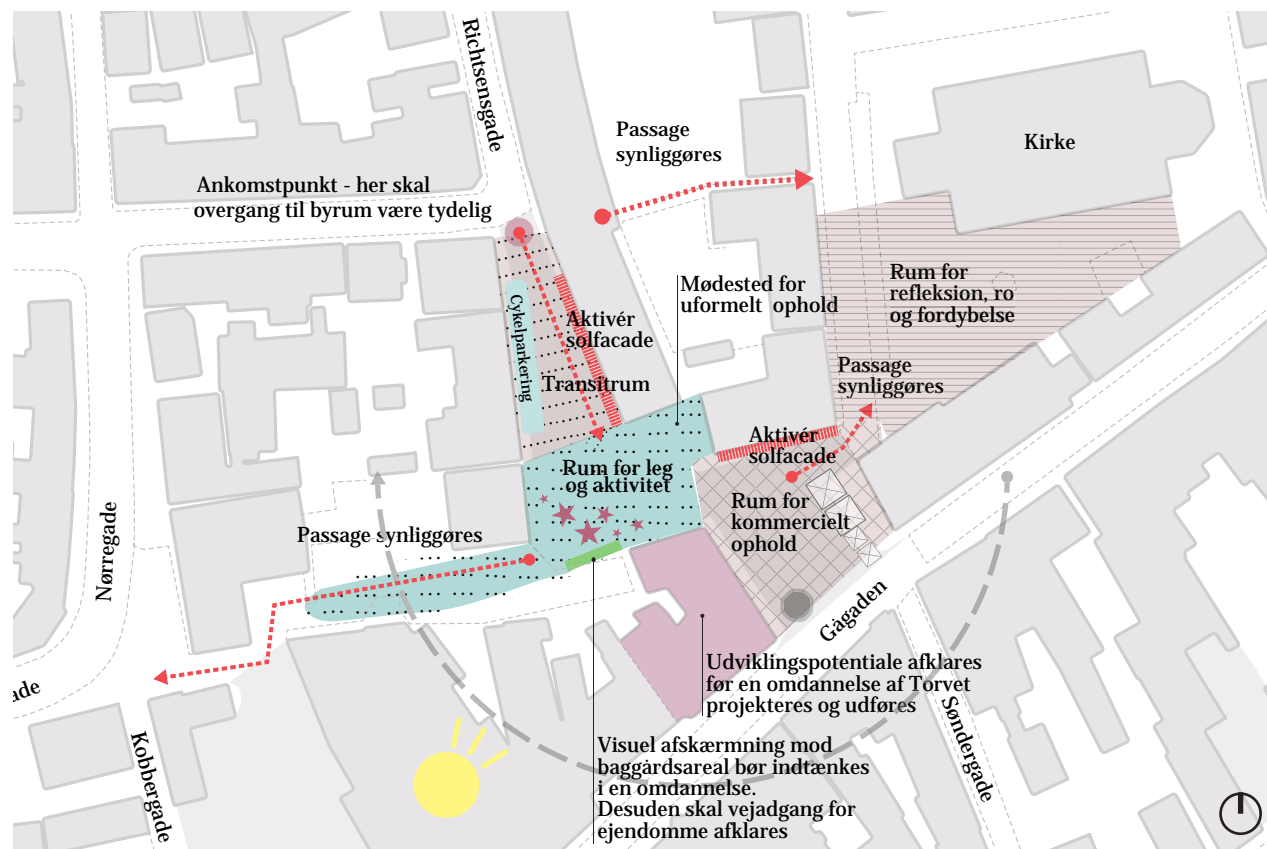 Richtsensgade
Passage
synliggøres
Kirke
Ankomstpunkt - her skal
overgang til byrum være tydelig
Mødested for
uformelt ophold
Rum for
refleksion, ro
og fordybelse
Cykelparkering
Aktivér
solfacade
Transitrum
Passage
synliggøres
Aktivér
solfacade
Rum for leg
og aktivitet
Rum for
kommercielt
ophold
Passage synliggøres
Nørregade
Gågaden
Udviklingspotentiale afklares
før en omdannelse af Torvet
projekteres og udføres
ade
Kobbergade
Søndergade
Visuel afskærmning mod
baggårdsareal bør indtænkes
i en omdannelse.
Desuden skal vejadgang for
ejendomme afklares